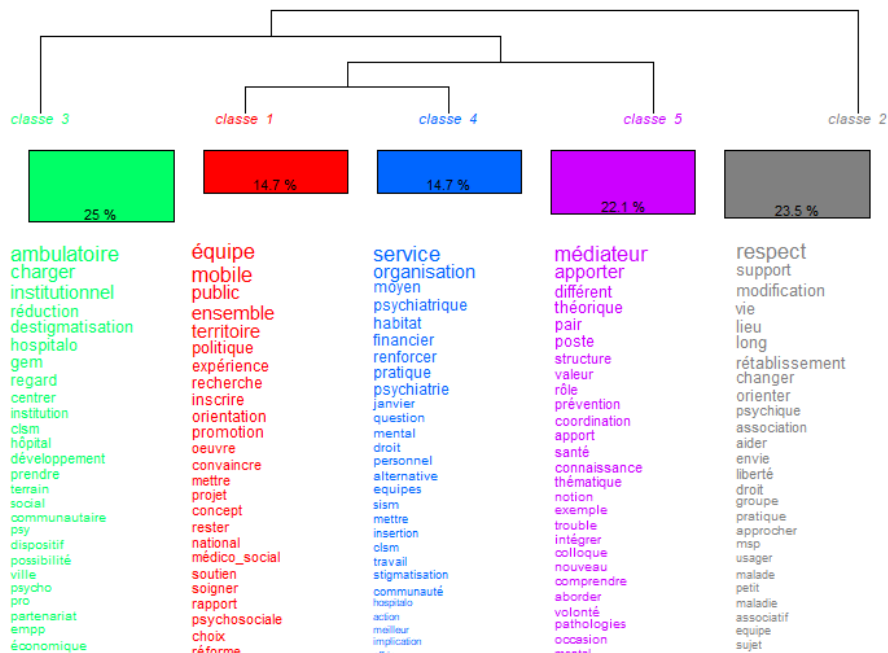 classe 3
classe 1
classe 4
classe 5
classe 2
25 %
14.7 %
14.7 %
22.1 %
23.5 %
ambulatoire
charger
institutionnel
réduction
destigmatisation
hospitalo
gem
regard
centrer
institution
clsm
hôpital
développement
prendre
terrain
social
communautaire
psy
dispositif
possibilité
ville
psycho
pro
partenariat
empp
économique
équipe
mobile
public
ensemble
territoire
politique
expérience
recherche
inscrire
orientation
promotion
oeuvre
convaincre
mettre
projet
concept
rester
national
médico_social
soutien
soigner
rapport
psychosociale
choix
réforme
service
organisation
moyen
psychiatrique
habitat
financier
renforcer
pratique
psychiatrie
janvier
question
mental
droit
personnel
alternative
equipes
sism
mettre
insertion
clsm
travail
stigmatisation
communauté
hospitalo
action
meilleur
implication
médiateur
apporter
différent
théorique
pair
poste
structure
valeur
rôle
prévention
coordination
apport
santé
connaissance
thématique
notion
exemple
trouble
intégrer
colloque
nouveau
comprendre
aborder
volonté
pathologies
occasion
mental
respect
support
modification
vie
lieu
long
rétablissement
changer
orienter
psychique
association
aider
envie
liberté
droit
groupe
pratique
approcher
msp
usager
malade
petit
maladie
associatif
equipe
sujet